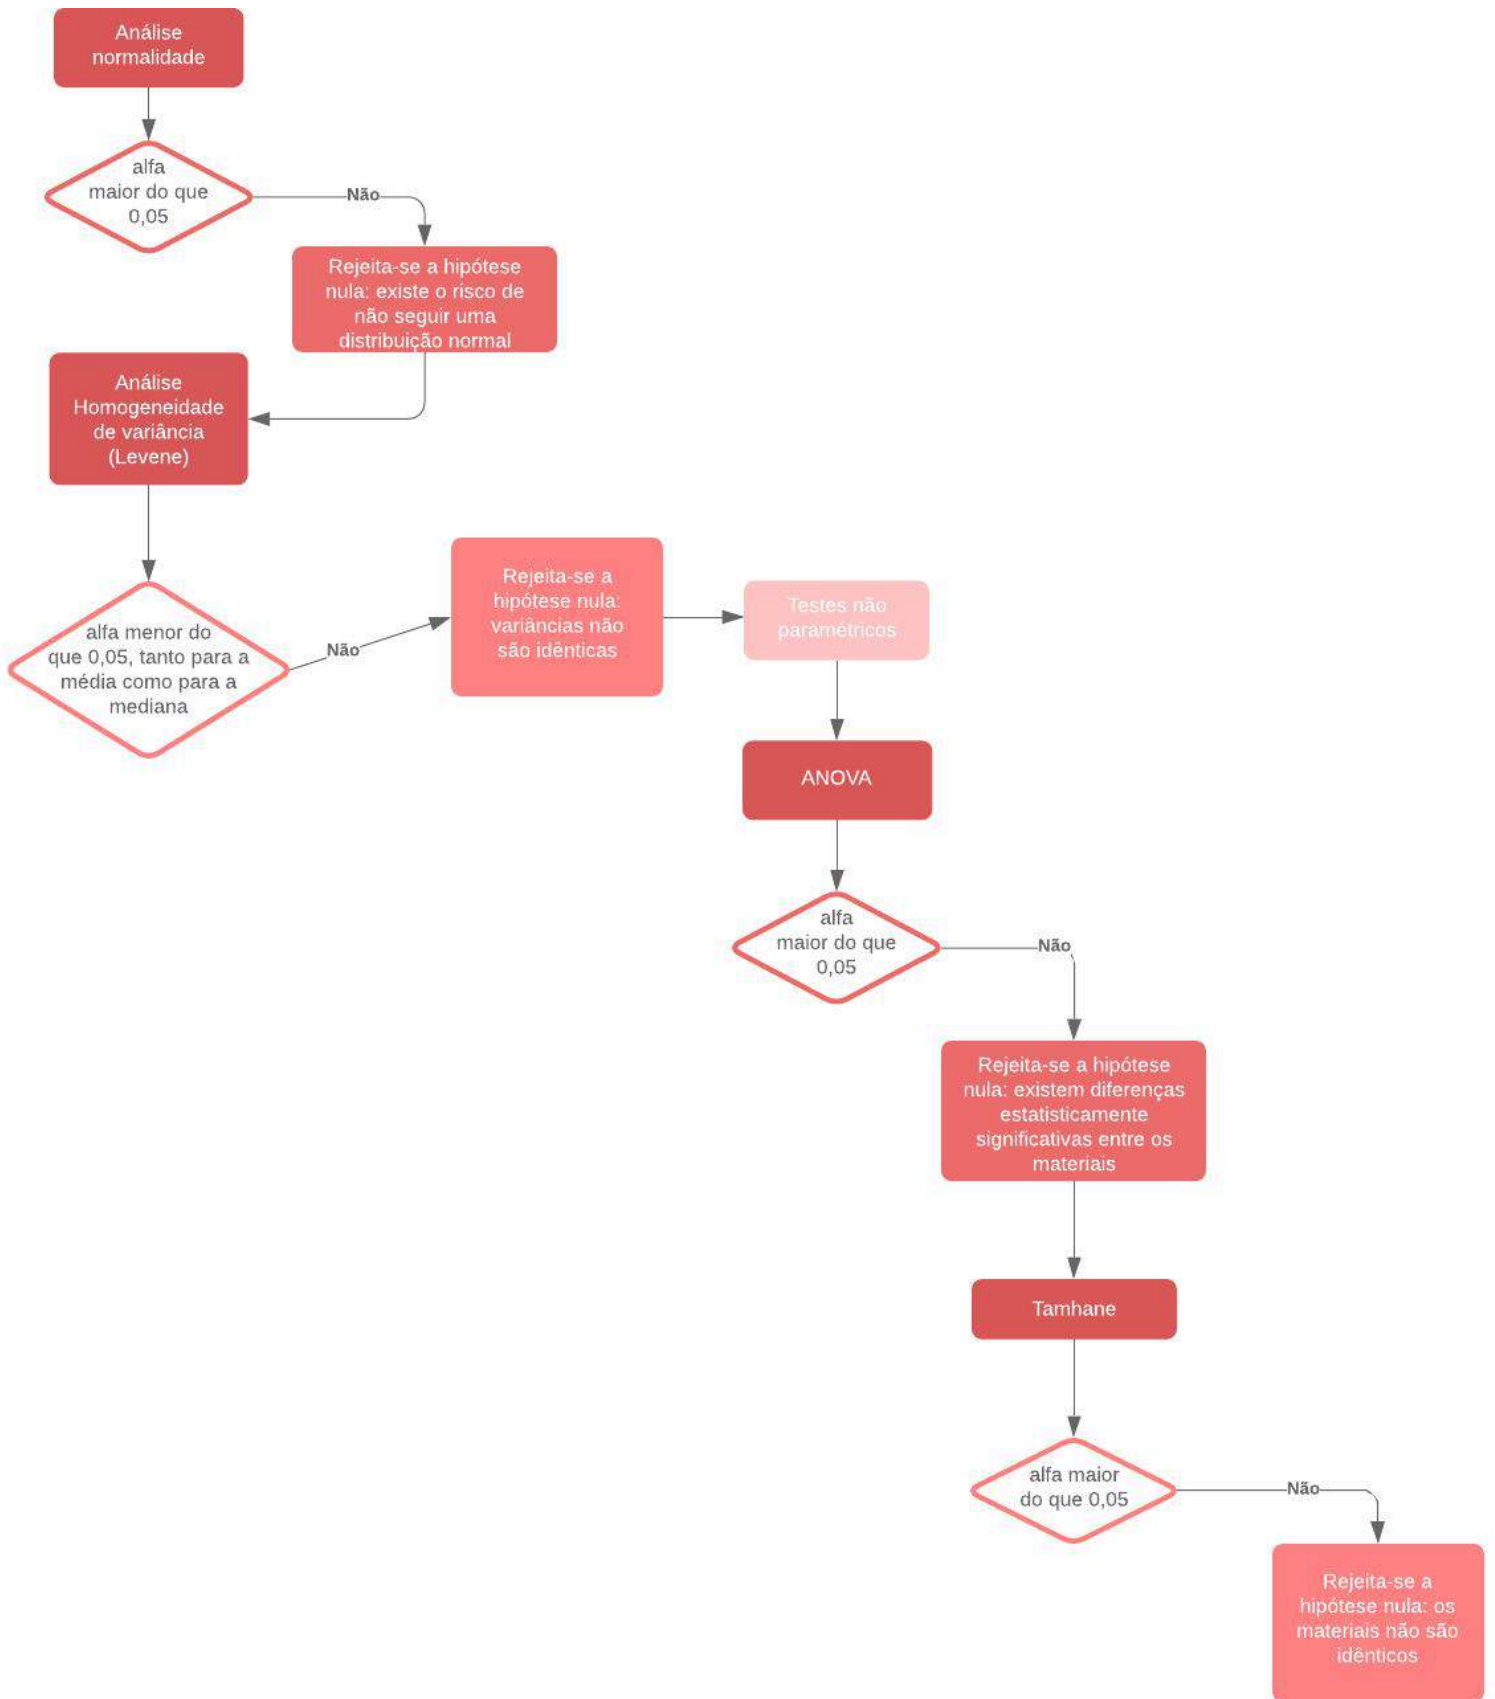 Análise
normalidade
alfa
maior do que
0,05
Não
Rejeita-se a hipótese
nula: existe o risco de
não seguir uma
distribuição normal
Análise
Homogeneidade
de variância
(Levene)
alfa menor do
que 0,05, tanto para a
média como para a
mediana
Não
Rejeita-se a
hipótese nula:
variâncias não
são idênticas
Testes não
paramétricos
ANOVA
alfa
maior do que
0,05
Não
Rejeita-se a hipótese
nula: existem diferenças
estatisticamente
significativas entre os
materiais
Tamhane
alfa maior
do que 0,05
Não
Rejeita-se a
hipótese nula: os
materiais não são
idênticos